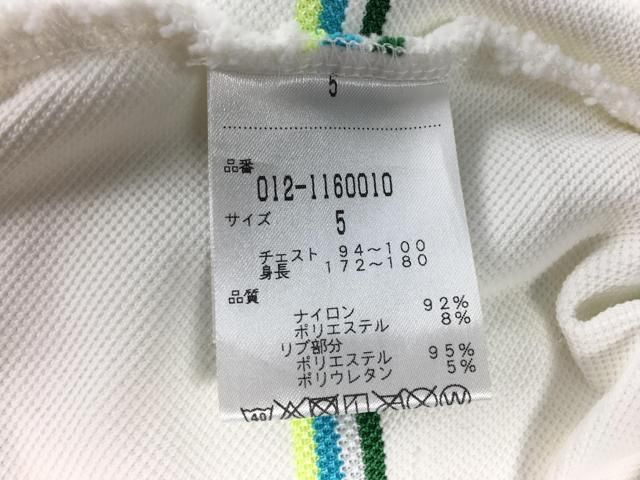 5
品番
012-1160010
サイズ
5
チェスト 94～100
身長 172～180
品質
ナイロン 92%
ポリエステル 8%
リブ部分
ポリエステル 95%
ポリウレタン 5%
40 W